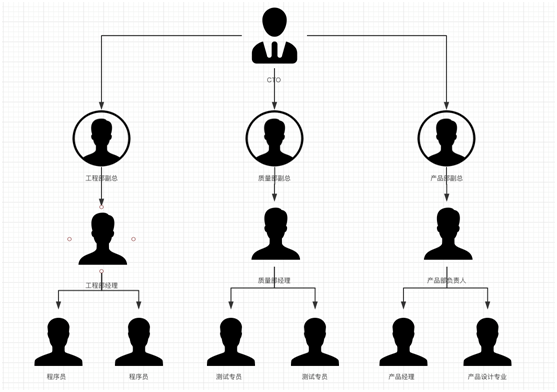 CTO
工程部副总
质量部副总
产品部副总
工程部经理
质量部经理
产品部负责人
程序员
程序员
测试专员
测试专员
产品经理
产品设计专业